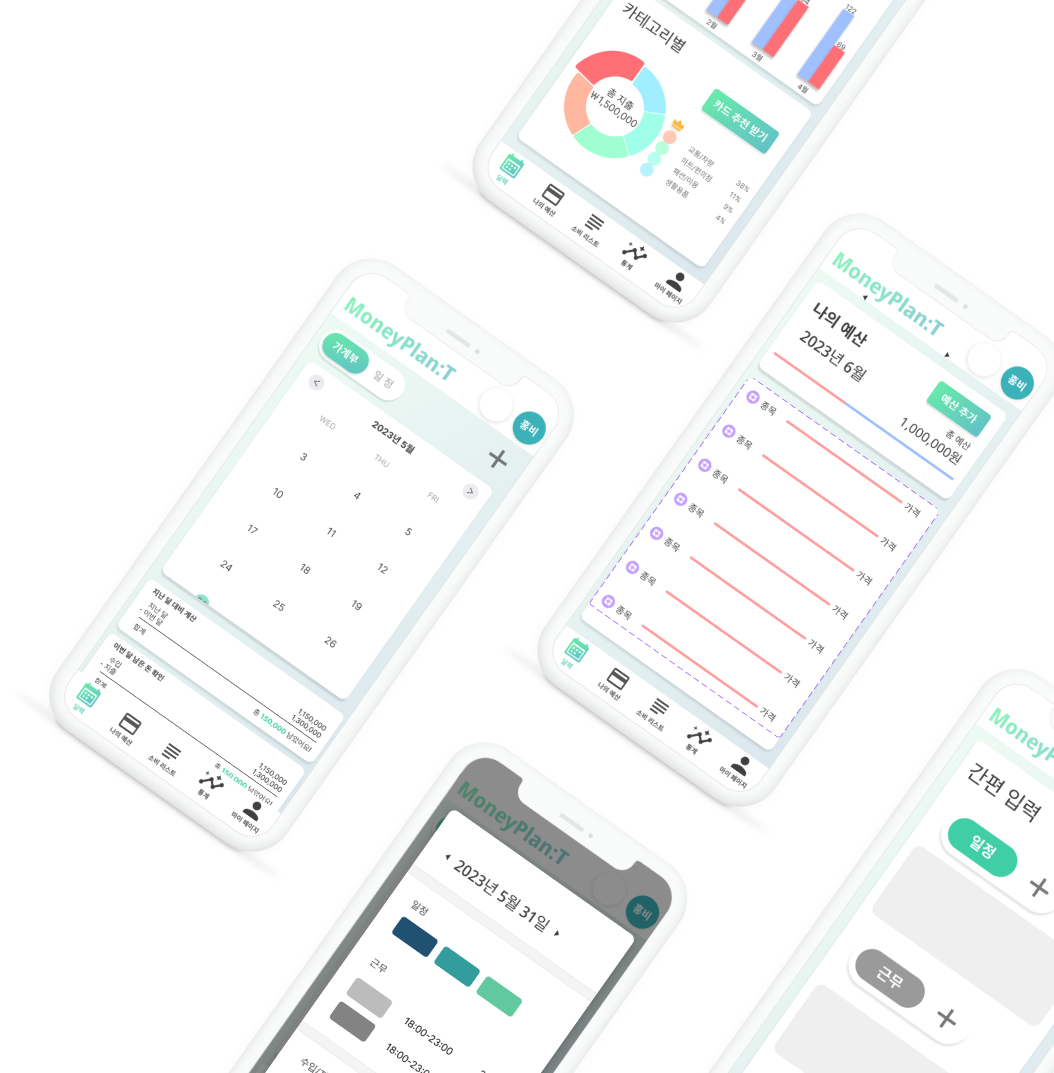 122
69
2월
3월
4월
카테고리별
총 지출
₩1,500,000
카드 추천 받기
교통/차량
마트/편의점
패션/미용
생활용품
38%
11%
9%
4%
달력
나의 예산
소비 리스트
통계
마이 페이지
MoneyPlan:T
홍비
가계부
일정
<
2023년 5월
>
WED
THU
FRI
3
4
5
10
11
12
17
18
19
24
25
26
지난 달 대비 계산
지난 달
- 이번 달
합계
1,150,000
1,300,000
총 150,000 남았어요!
이번 달 남은 돈 확인
수입
- 지출
합계
1,150,000
1,300,000
총 150,000 남았어요!
달력
나의 예산
소비 리스트
통계
마이 페이지
MoneyPlan:T
홍비
나의 예산
2023년 6월
예산 추가
총 예산
1,000,000원
종목
가격
종목
가격
종목
가격
종목
가격
종목
가격
종목
가격
종목
가격
달력
나의 예산
소비 리스트
통계
마이 페이지
MoneyPlan:T
홍비
2023년 5월 31일
일정
근무
18:00-23:00
MoneyP
간편 입력
일정
근무